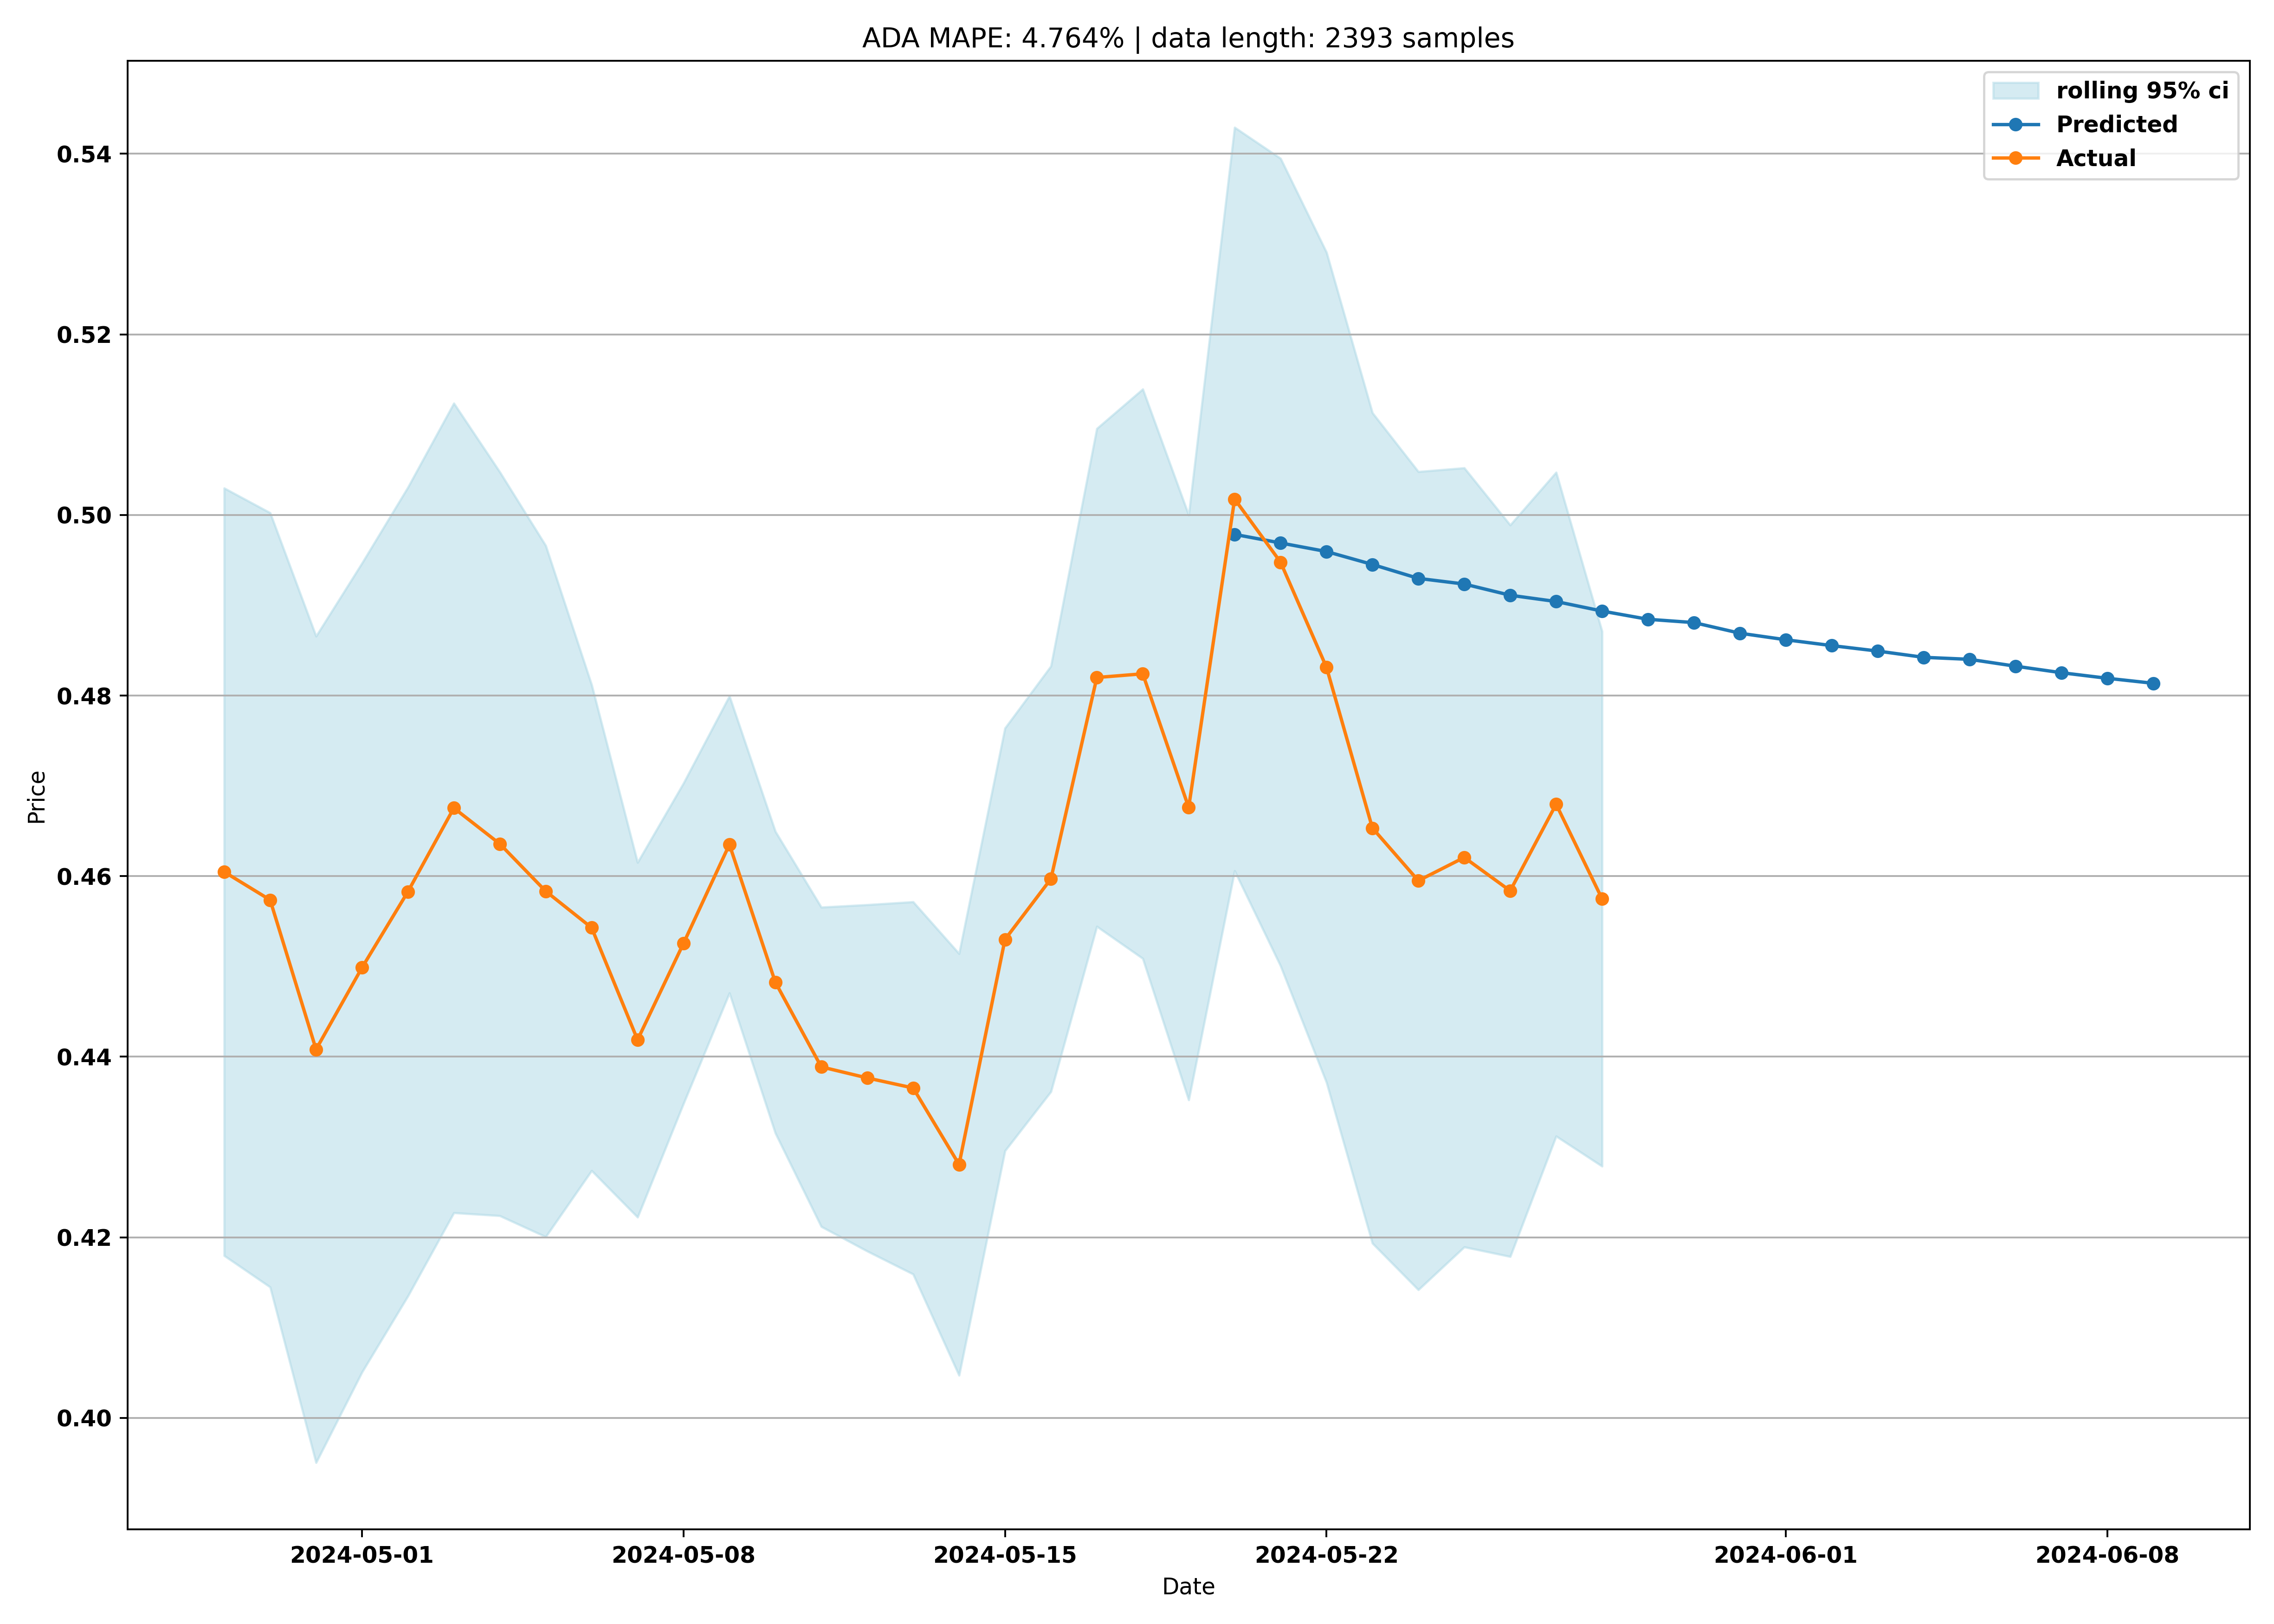 ADA MAPE: 4.764% | data length: 2393 samples
rolling 95% ci
Predicted
Actual
0.54
0.52
0.50
0.48
0.46
0.44
0.42
0.40
Price
2024-05-01
2024-05-08
2024-05-15
2024-05-22
2024-06-01
2024-06-08
Date